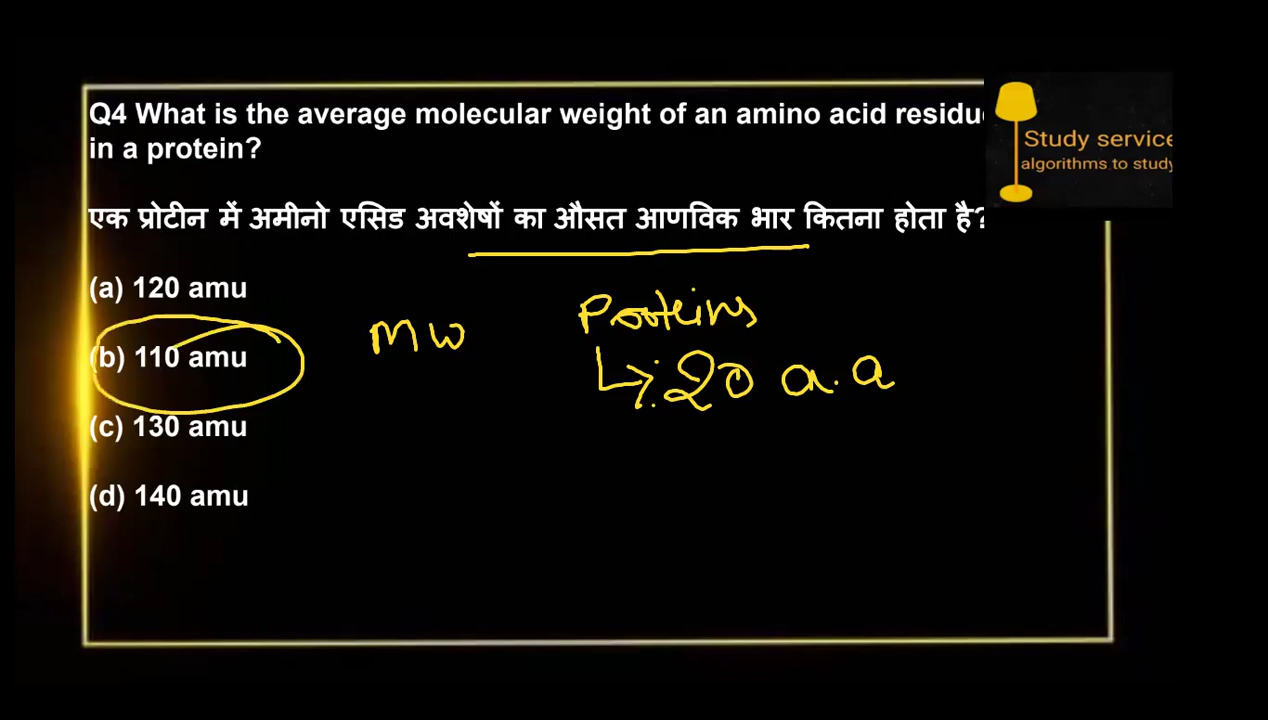 Q4 What is the average molecular weight of an amino acid residu
in a protein?
Study service
algorithms to study
एक प्रोटीन में अमीनो एसिड अवशेषों का औसत आणविक भार कितना होता है?
(a) 120 amu
Proteins
(b) 110 amu
MW
20 a.a
(c) 130 amu
(d) 140 amu